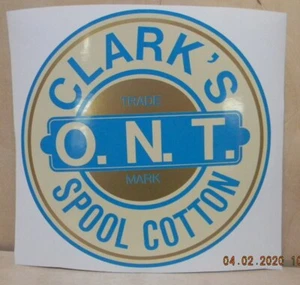 CLARK'S
TRADE
O. N. T.
MARK
SPOOL COTTON
04.02.2020